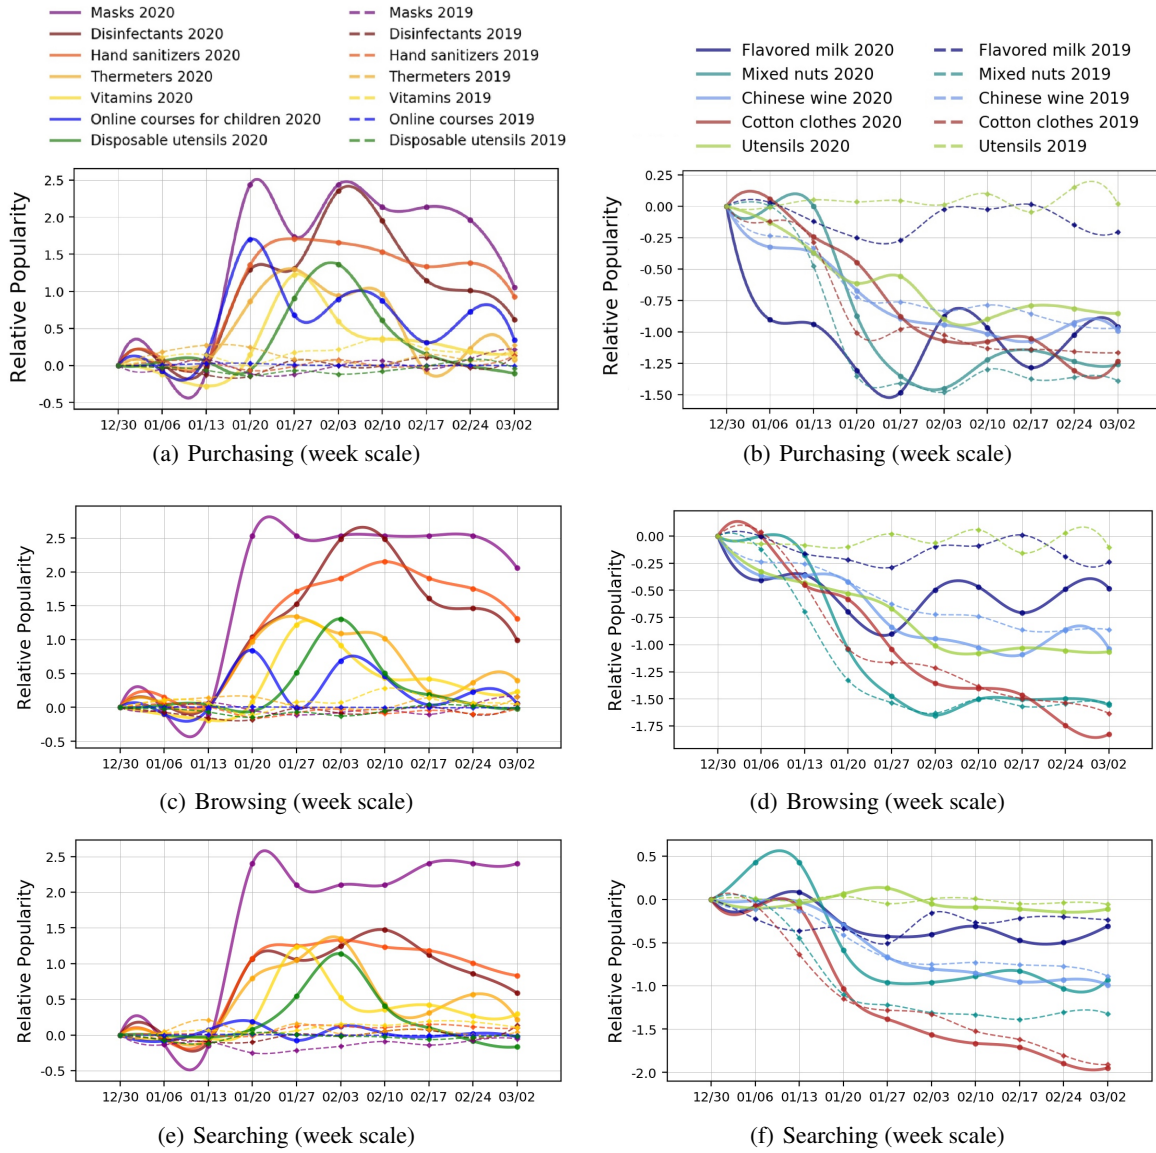 Masks 2020
Disinfectants 2020
Hand sanitizers 2020
Thermeters 2020
Vitamins 2020
Online courses for children 2020
Disposable utensils 2020
Masks 2019
Disinfectants 2019
Hand sanitizers 2019
Thermeters 2019
Vitamins 2019
Online courses 2019
Disposable utensils 2019
Flavored milk 2020
Mixed nuts 2020
Chinese wine 2020
Cotton clothes 2020
Utensils 2020
Flavored milk 2019
Mixed nuts 2019
Chinese wine 2019
Cotton clothes 2019
Utensils 2019
Relative Popularity
2.5
2.0
1.5
1.0
0.5
0.0
-0.5
12/30 01/06 01/13 01/20 01/27 02/03 02/10 02/17 02/24 03/02
(a) Purchasing (week scale)
Relative Popularity
0.25
0.00
-0.25
-0.50
-0.75
-1.00
-1.25
-1.50
12/30 01/06 01/13 01/20 01/27 02/03 02/10 02/17 02/24 03/02
(b) Purchasing (week scale)
Relative Popularity
2.5
2.0
1.5
1.0
0.5
0.0
-0.5
12/30 01/06 01/13 01/20 01/27 02/03 02/10 02/17 02/24 03/02
(c) Browsing (week scale)
Relative Popularity
0.00
-0.25
-0.50
-0.75
-1.00
-1.25
-1.50
-1.75
12/30 01/06 01/13 01/20 01/27 02/03 02/10 02/17 02/24 03/02
(d) Browsing (week scale)
Relative Popularity
2.5
2.0
1.5
1.0
0.5
0.0
-0.5
12/30 01/06 01/13 01/20 01/27 02/03 02/10 02/17 02/24 03/02
(e) Searching (week scale)
Relative Popularity
0.5
0.0
-0.5
-1.0
-1.5
-2.0
12/30 01/06 01/13 01/20 01/27 02/03 02/10 02/17 02/24 03/02
(f) Searching (week scale)